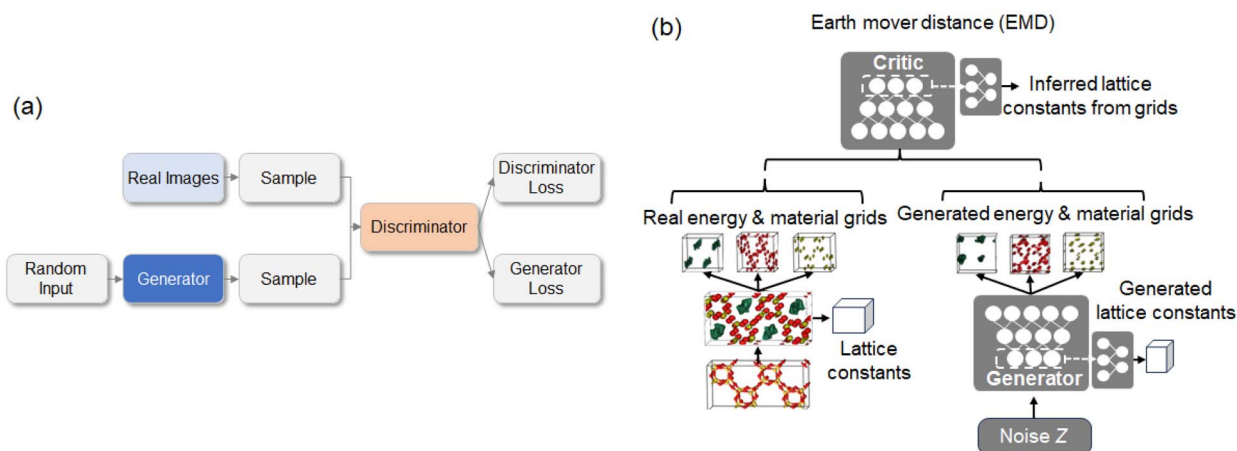 (a)
Real Images
Sample
Discriminator
Loss
Discriminator
Random
Input
Generator
Sample
Generator
Loss
(b)
Earth mover distance (EMD)
Critic
Inferred lattice
constants from grids
Real energy & material grids
Generated energy & material grids
Lattice
constants
Generated
lattice constants
Generator
Noise Z